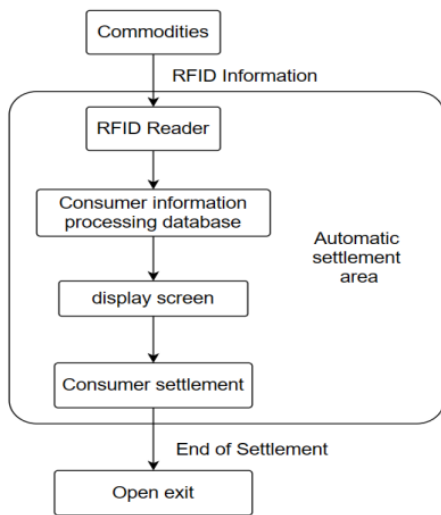 Commodities
RFID Information
RFID Reader
Consumer information
processing database
Automatic
settlement
area
display screen
Consumer settlement
End of Settlement
Open exit